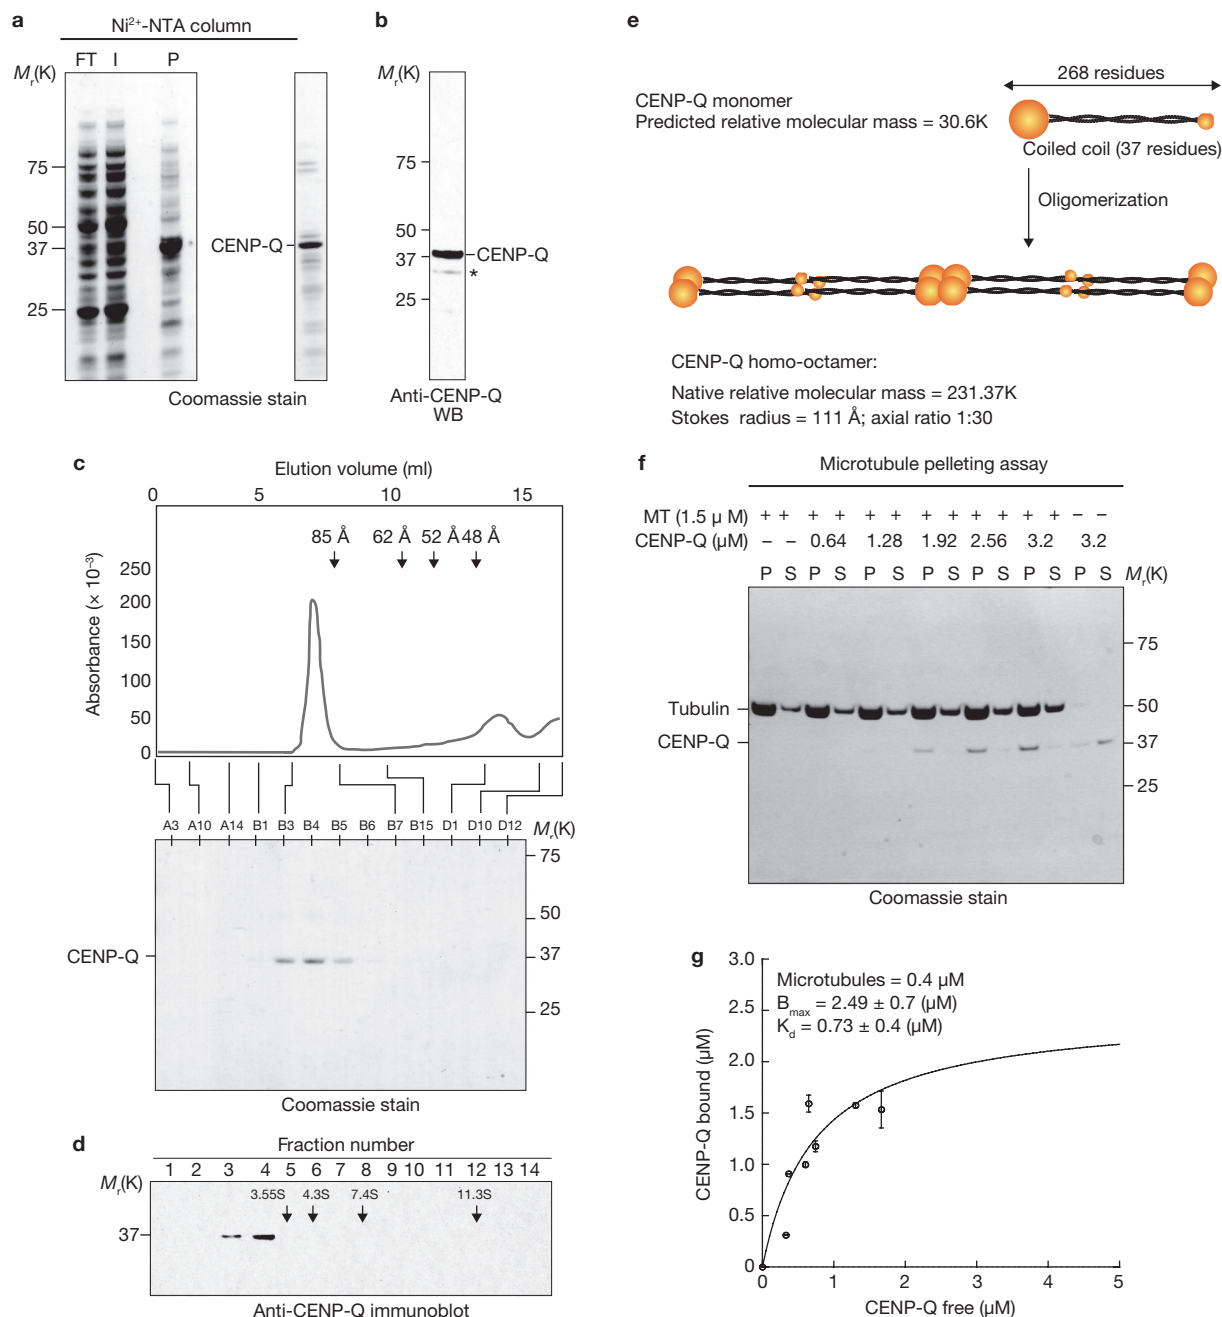 a
Ni²⁺-NTA column
FT I P
Mr(K)
75
50
37
25
CENP-Q
Coomassie stain
b
Mr(K)
75
50
37
25
CENP-Q
*
Anti-CENP-Q
WB
c
Elution volume (ml)
0 5 10 15
85 Å 62 Å 52 Å 48 Å
Absorbance (× 10⁻³)
250
200
150
100
50
0
A3 A10 A14 B1 B3 B4 B5 B6 B7 B15 D1 D10 D12 Mr(K)
75
50
37
25
CENP-Q
Coomassie stain
d
Fraction number
1 2 3 4 5 6 7 8 9 10 11 12 13 14
Mr(K)
3.55S 4.3S 7.4S 11.3S
37
Anti-CENP-Q immunoblot
e
268 residues
CENP-Q monomer
Predicted relative molecular mass = 30.6K
Coiled coil (37 residues)
Oligomerization
CENP-Q homo-octamer:
Native relative molecular mass = 231.37K
Stokes radius = 111 Å; axial ratio 1:30
f
Microtubule pelleting assay
MT (1.5 µ M) + + + + + + + + + + + + – –
CENP-Q (µM) – – 0.64 1.28 1.92 2.56 3.2 3.2
P S P S P S P S P S P S P S Mr(K)
75
Tubulin
50
CENP-Q
37
25
Coomassie stain
g
Microtubules = 0.4 µM
Bmax = 2.49 ± 0.7 (µM)
Kd = 0.73 ± 0.4 (µM)
CENP-Q bound (µM)
3.0
2.5
2.0
1.5
1.0
0.5
0
0 1 2 3 4 5
CENP-Q free (µM)